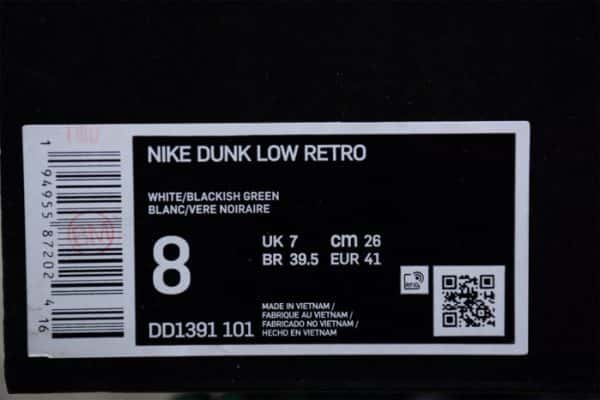 NIKE DUNK LOW RETRO
WHITE/BLACKISH GREEN
BLANC/VERE NOIRAIRE
8
UK 7 cm 26
BR 39.5 EUR 41
DD1391 101
MADE IN VIETNAM /
FABRIQUE AU VIETNAM /
FABRICADO NO VIETNAM /
HECHO EN VIETNAM
RFID
1 94955 87202 4 16